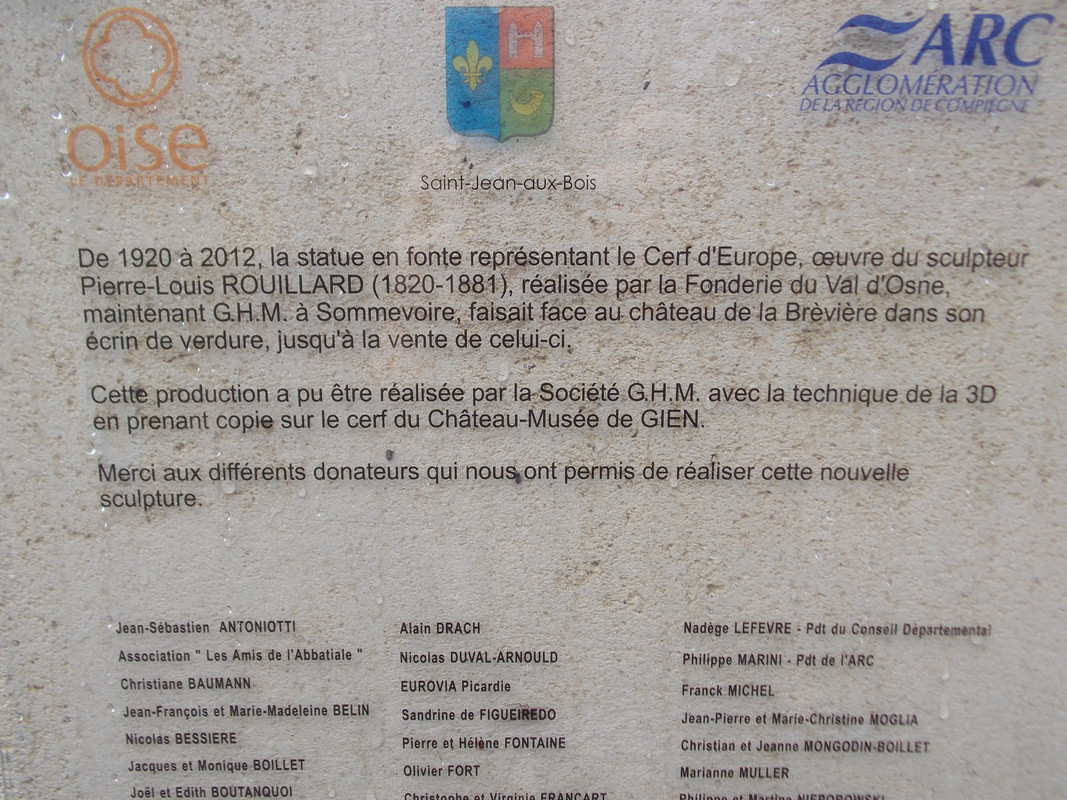 oise
LE DÉPARTEMENT
Saint-Jean-aux-Bois
ARC
AGGLOMÉRATION
DE LA RÉGION DE COMPIÈGNE
De 1920 à 2012, la statue en fonte représentant le Cerf d'Europe, œuvre du sculpteur
Pierre-Louis ROUILLARD (1820-1881), réalisée par la Fonderie du Val d'Osne,
maintenant G.H.M. à Sommevoire, faisait face au château de la Brèvière dans son
écrin de verdure, jusqu'à la vente de celui-ci.
Cette production a pu être réalisée par la Société G.H.M. avec la technique de la 3D
en prenant copie sur le cerf du Château-Musée de GIEN.
Merci aux différents donateurs qui nous ont permis de réaliser cette nouvelle
sculpture.
Jean-Sébastien ANTONIOTTI
Association " Les Amis de l'Abbatiale "
Christiane BAUMANN
Jean-François et Marie-Madeleine BELIN
Nicolas BESSIERE
Jacques et Monique BOILLET
Joël et Edith BOUTANQUOI
Alain DRACH
Nicolas DUVAL-ARNOULD
EUROVIA Picardie
Sandrine de FIGUEIREDO
Pierre et Hélène FONTAINE
Olivier FORT
Christophe et Virginie FRANCART
Nadège LEFEVRE - Pdt du Conseil Départemental
Philippe MARINI - Pdt de l'ARC
Franck MICHEL
Jean-Pierre et Marie-Christine MOGLIA
Christian et Jeanne MONGODIN-BOILLET
Marianne MULLER
Philippe et Martine NIEPOROWSKI